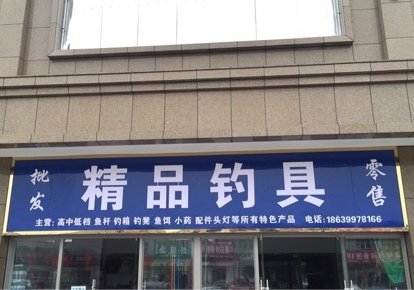 批发
精品钓具
零售
主营: 高中低档 鱼杆 钓箱 钓凳 鱼饵 小药 配件头灯等所有特色产品 电话: 18639978166